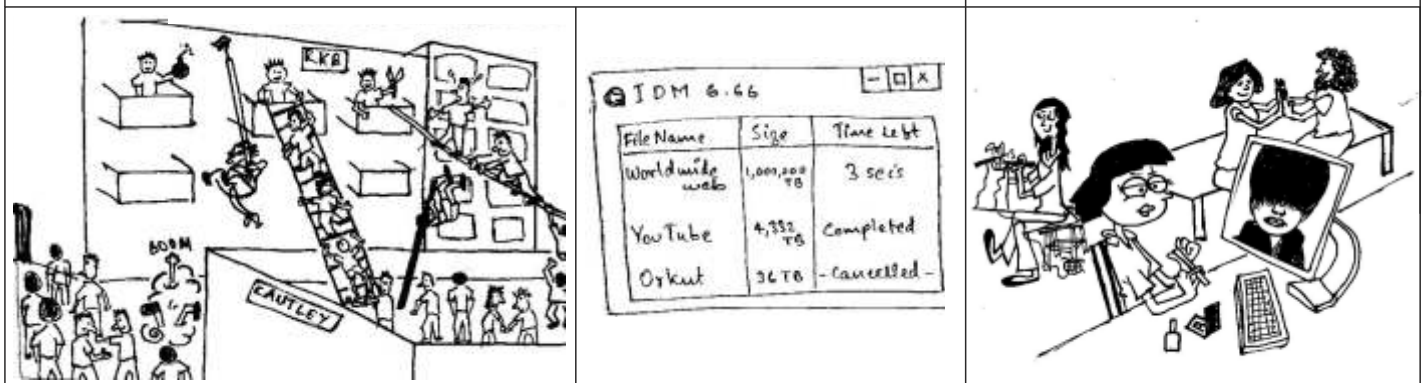 RKB
BOOM
CAUTLEY
IDM 6.66
File Name Size Time Left
Worldwide web 1,000,000 TB 3 secs
YouTube 4,332 TB Completed
Orkut 36 TB -Cancelled-